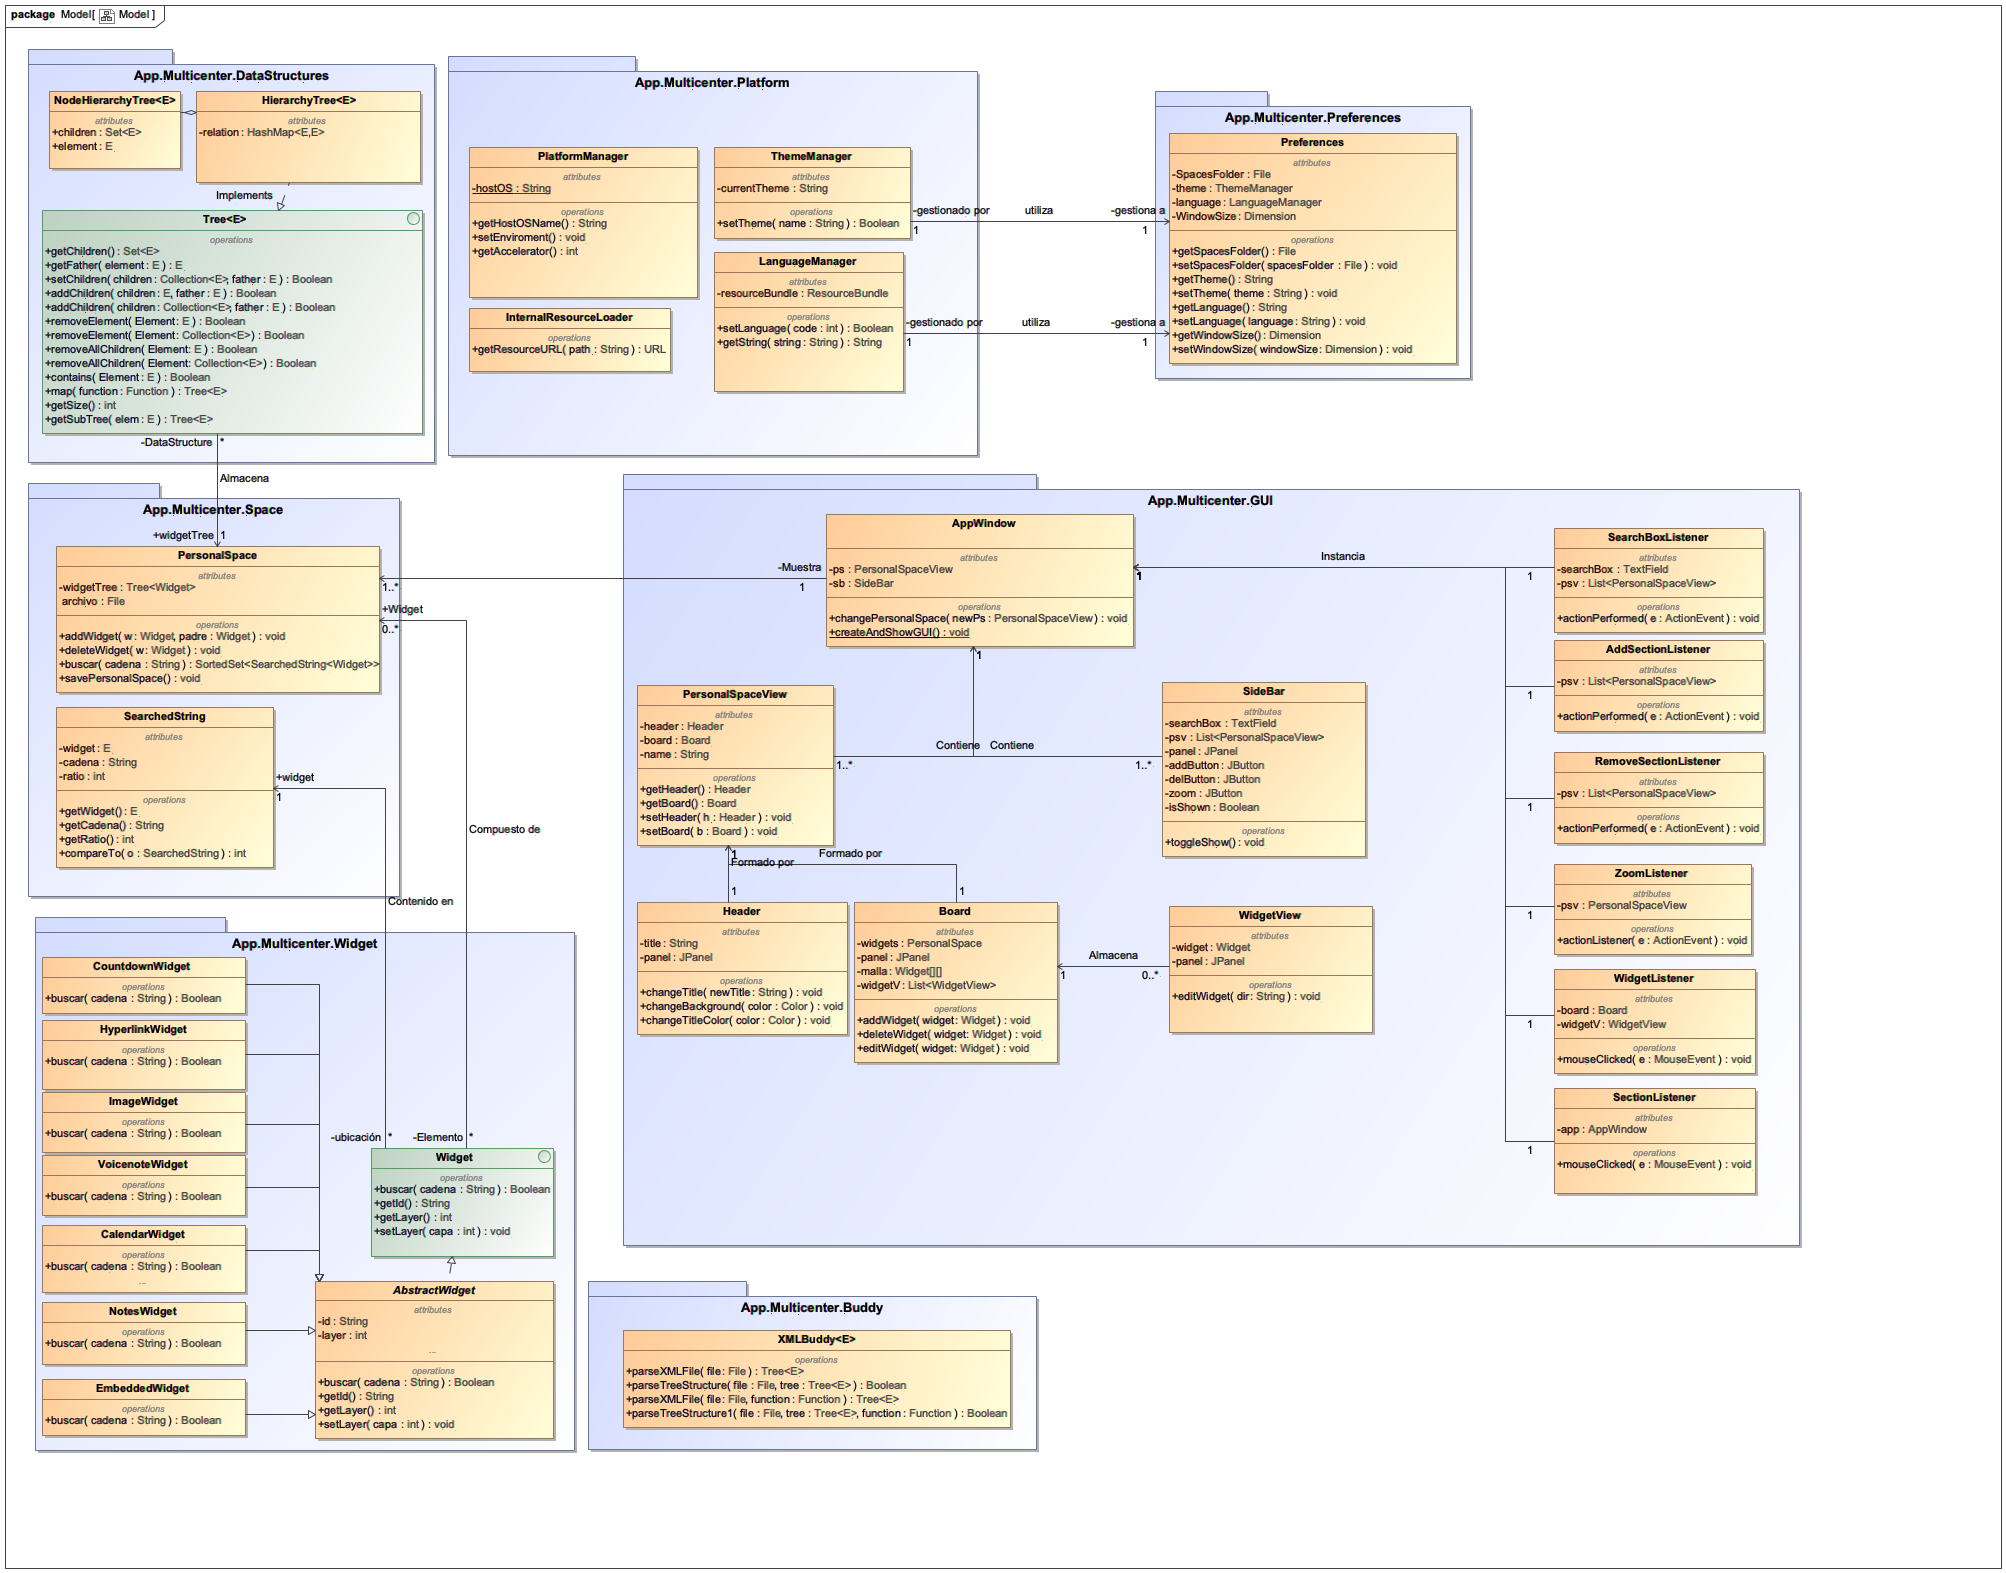 package Model[ Model ]
App.Multicenter.DataStructures
NodeHierarchyTree<E>
attributes
+children : Set<E>
+element : E
HierarchyTree<E>
attributes
-relation : HashMap<E,E>
Implements
Tree<E>
operations
+getChildren() : Set<E>
+getFather( element : E ) : E
+setChildren( children : Collection<E>, father : E ) : Boolean
+addChildren( children : E, father : E ) : Boolean
+addChildren( children : Collection<E>, father : E ) : Boolean
+removeElement( Element : E ) : Boolean
+removeElement( Element : Collection<E> ) : Boolean
+removeAllChildren( Element : E ) : Boolean
+removeAllChildren( Element : Collection<E> ) : Boolean
+contains( Element : E ) : Boolean
+map( function : Function ) : Tree<E>
+getSize() : int
+getSubTree( elem : E ) : Tree<E>
-DataStructure *
Almacena
+widgetTree 1
App.Multicenter.Platform
PlatformManager
attributes
-hostOS : String
operations
+getHostOSName() : String
+setEnviroment() : void
+getAccelerator() : int
InternalResourceLoader
operations
+getResourceURL( path : String ) : URL
ThemeManager
attributes
-currentTheme : String
operations
+setTheme( name : String ) : Boolean
LanguageManager
attributes
-resourceBundle : ResourceBundle
operations
+setLanguage( code : int ) : Boolean
+getString( string : String ) : String
-gestionado por utiliza -gestiona a
1 1
-gestionado por utiliza -gestiona a
1 1
App.Multicenter.Preferences
Preferences
attributes
-SpacesFolder : File
-theme : ThemeManager
-language : LanguageManager
-WindowSize : Dimension
operations
+getSpacesFolder() : File
+setSpacesFolder( spacesFolder : File ) : void
+getTheme() : String
+setTheme( theme : String ) : void
+getLanguage() : String
+setLanguage( language : String ) : void
+getWindowSize() : Dimension
+setWindowSize( windowSize : Dimension ) : void
App.Multicenter.Space
PersonalSpace
attributes
-widgetTree : Tree<Widget>
archivo : File
operations
+addWidget( w : Widget, padre : Widget ) : void
+deleteWidget( w : Widget ) : void
+buscar( cadena : String ) : SortedSet<SearchedString<Widget>>
+savePersonalSpace() : void
SearchedString
attributes
-widget : E
-cadena : String
-ratio : int
operations
+getWidget() : E
+getCadena() : String
+getRatio() : int
+compareTo( o : SearchedString ) : int
-Muestra
1
1..*
+Widget
0..*
+widget
1
Compuesto de
Contenido en
App.Multicenter.GUI
AppWindow
attributes
-ps : PersonalSpaceView
-sb : SideBar
operations
+changePersonalSpace( newPs : PersonalSpaceView ) : void
+createAndShowGUI() : void
1
1
Instancia
PersonalSpaceView
attributes
-header : Header
-board : Board
-name : String
operations
+getHeader() : Header
+getBoard() : Board
+setHeader( h : Header ) : void
+setBoard( b : Board ) : void
Contiene Contiene
1..* 1..*
SideBar
attributes
-searchBox : TextField
-psv : List<PersonalSpaceView>
-panel : JPanel
-addButton : JButton
-delButton : JButton
-zoom : JButton
-isShown : Boolean
operations
+toggleShow() : void
1
Formado por Formado por
1 1
Header
attributes
-title : String
-panel : JPanel
operations
+changeTitle( newTitle : String ) : void
+changeBackground( color : Color ) : void
+changeTitleColor( color : Color ) : void
Board
attributes
-widgets : PersonalSpace
-panel : JPanel
-malla : Widget[][]
-widgetV : List<WidgetView>
operations
+addWidget( widget : Widget ) : void
+deleteWidget( widget : Widget ) : void
+editWidget( widget : Widget ) : void
Almacena
1 0..*
WidgetView
attributes
-widget : Widget
-panel : JPanel
operations
+editWidget( dir : String ) : void
SearchBoxListener
attributes
-searchBox : TextField
-psv : List<PersonalSpaceView>
operations
+actionPerformed( e : ActionEvent ) : void
1
AddSectionListener
attributes
-psv : List<PersonalSpaceView>
operations
+actionPerformed( e : ActionEvent ) : void
1
RemoveSectionListener
attributes
-psv : List<PersonalSpaceView>
operations
+actionPerformed( e : ActionEvent ) : void
1
ZoomListener
attributes
-psv : PersonalSpaceView
operations
+actionListener( e : ActionEvent ) : void
1
WidgetListener
attributes
-board : Board
-widgetV : WidgetView
operations
+mouseClicked( e : MouseEvent ) : void
1
SectionListener
attributes
-app : AppWindow
operations
+mouseClicked( e : MouseEvent ) : void
1
App.Multicenter.Widget
CountdownWidget
operations
+buscar( cadena : String ) : Boolean
HyperlinkWidget
operations
+buscar( cadena : String ) : Boolean
ImageWidget
operations
+buscar( cadena : String ) : Boolean
VoicenoteWidget
operations
+buscar( cadena : String ) : Boolean
CalendarWidget
operations
+buscar( cadena : String ) : Boolean
...
NotesWidget
operations
+buscar( cadena : String ) : Boolean
EmbeddedWidget
operations
+buscar( cadena : String ) : Boolean
-ubicación * -Elemento *
Widget
operations
+buscar( cadena : String ) : Boolean
+getId() : String
+getLayer() : int
+setLayer( capa : int ) : void
AbstractWidget
attributes
-id : String
-layer : int
...
operations
+buscar( cadena : String ) : Boolean
+getId() : String
+getLayer() : int
+setLayer( capa : int ) : void
App.Multicenter.Buddy
XMLBuddy<E>
operations
+parseXMLFile( file : File ) : Tree<E>
+parseTreeStructure( file : File, tree : Tree<E> ) : Boolean
+parseXMLFile( file : File, function : Function ) : Tree<E>
+parseTreeStructure1( file : File, tree : Tree<E>, function : Function ) : Boolean